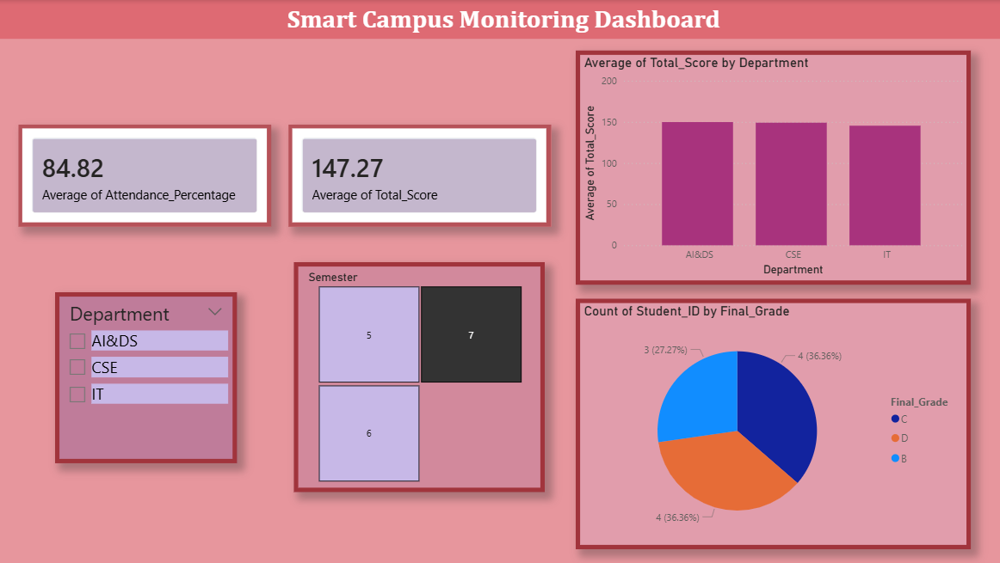 Smart Campus Monitoring Dashboard
84.82
Average of Attendance_Percentage
147.27
Average of Total_Score
Department
AI&DS
CSE
IT
Semester
5
7
6
Average of Total_Score by Department
Average of Total_Score
200
150
100
50
0
AI&DS
CSE
IT
Department
Count of Student_ID by Final_Grade
3 (27.27%)
4 (36.36%)
4 (36.36%)
Final_Grade
C
D
B